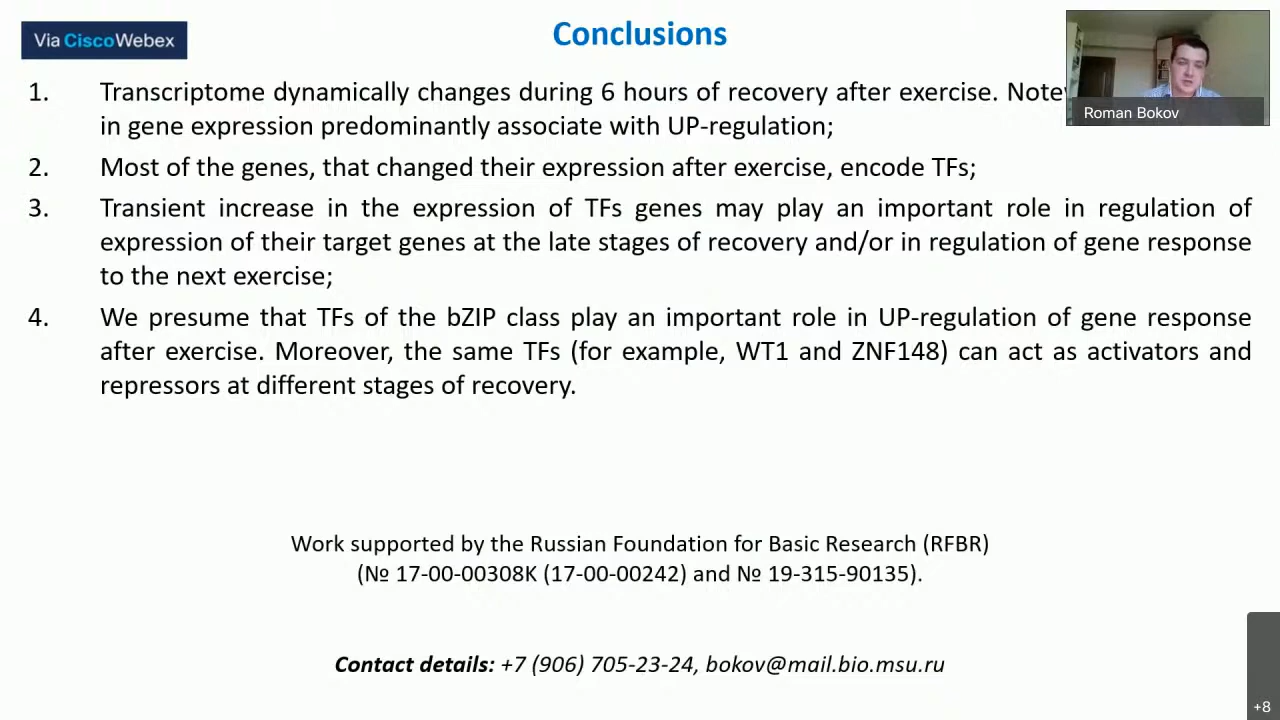 Via CiscoWebex
Conclusions
Roman Bokov
1. Transcriptome dynamically changes during 6 hours of recovery after exercise.
in gene expression predominantly associate with UP-regulation;
2. Most of the genes, that changed their expression after exercise, encode TFs;
3. Transient increase in the expression of TFs genes may play an important role in regulation of
expression of their target genes at the late stages of recovery and/or in regulation of gene response
to the next exercise;
4. We presume that TFs of the bZIP class play an important role in UP-regulation of gene response
after exercise. Moreover, the same TFs (for example, WT1 and ZNF148) can act as activators and
repressors at different stages of recovery.
Work supported by the Russian Foundation for Basic Research (RFBR)
(№ 17-00-00308K (17-00-00242) and № 19-315-90135).
Contact details: +7 (906) 705-23-24, bokov@mail.bio.msu.ru
+8